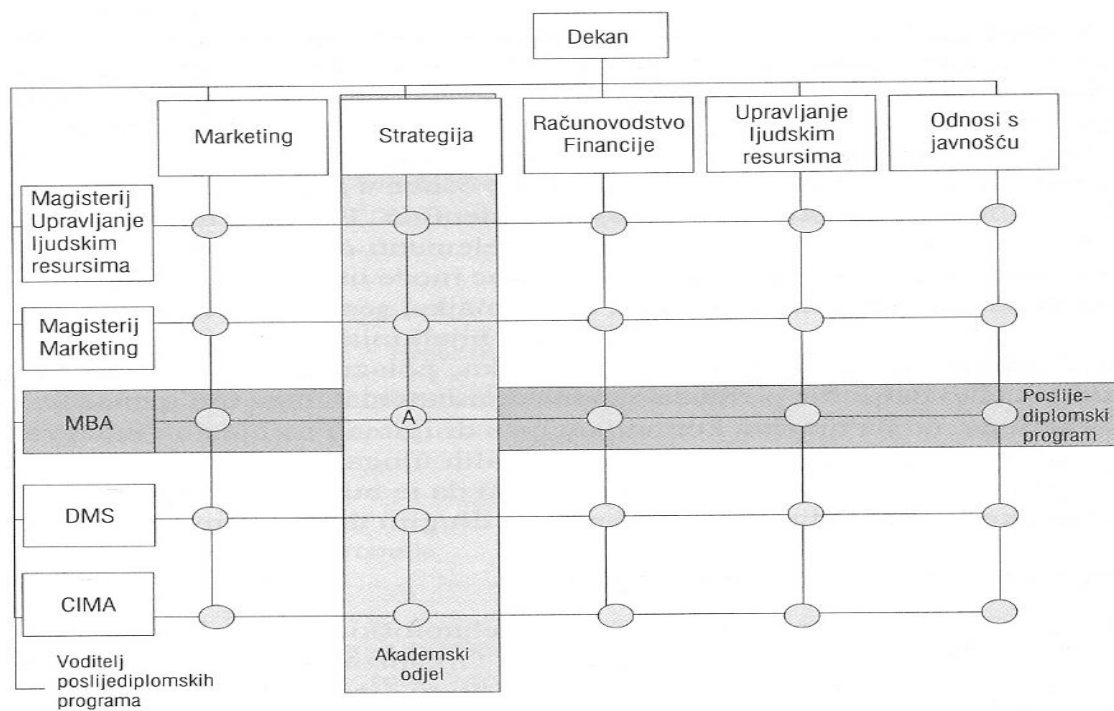 Dekan
Marketing
Strategija
Računovodstvo
Financije
Upravljanje
ljudskim
resursima
Odnosi s
javnošću
Magisterij
Upravljanje
ljudskim
resursima
Magisterij
Marketing
MBA
A
Poslije-
diplomski
program
DMS
CIMA
Akademski
odjel
Voditelj
poslijediplomskih
programa